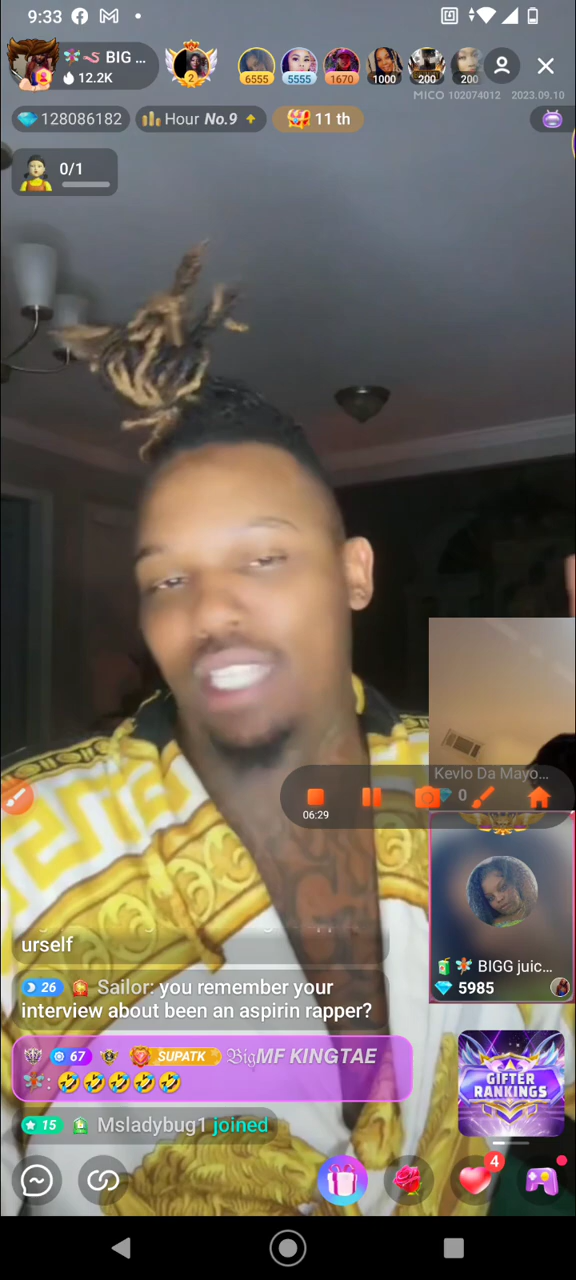 9:33
BIG ...
12.2K
2
6555
5555
1670
1000
200
200
MICO 102074012 2023.09.10
128086182
Hour No.9
11 th
0/1
Kevlo Da Mayo...
0
06:29
urself
BIGG juic...
5985
26 Sailor: you remember your
interview about been an aspirin rapper?
67 SUPATK BigMF KINGTAE
: 🤣🤣🤣🤣🤣
GIFTER
RANKINGS
15 Msladybug1 joined
4